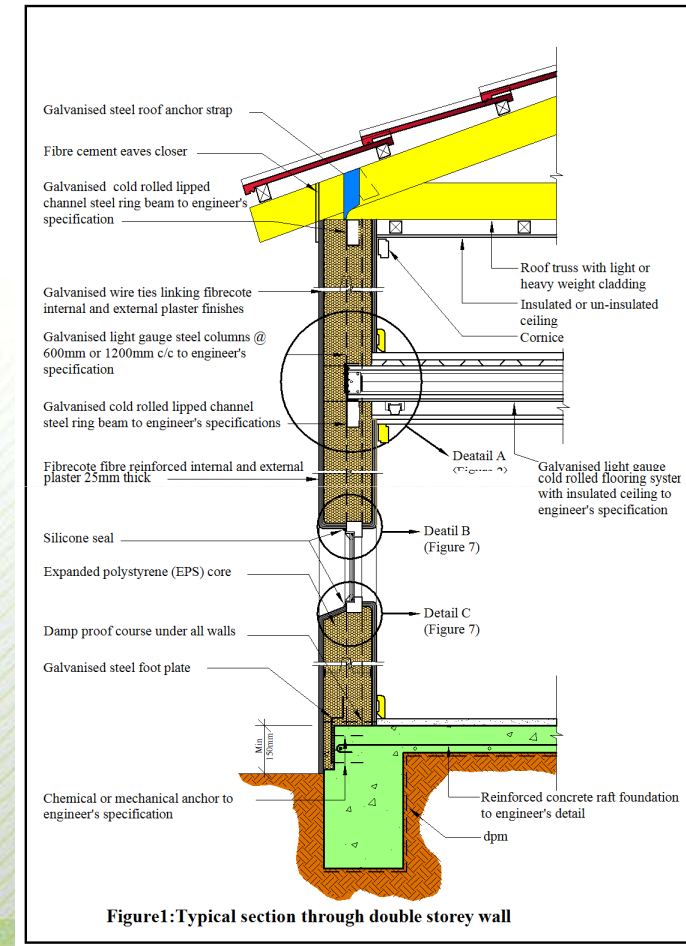 Galvanised steel roof anchor strap
Fibre cement eaves closer
Galvanised cold rolled lipped
channel steel ring beam to engineer's
specification
Roof truss with light or
heavy weight cladding
Insulated or un-insulated
ceiling
Cornice
Galvanised wire ties linking fibrecote
internal and external plaster finishes
Galvanised light gauge steel columns @
600mm or 1200mm c/c to engineer's
specification
Galvanised cold rolled lipped channel
steel ring beam to engineer's specifications
Deatail A
Galvanised light gauge
cold rolled flooring syster
with insulated ceiling to
engineer's specification
Fibrecote fibre reinforced internal and external
plaster 25mm thick
Deatil B
(Figure 7)
Silicone seal
Expanded polystyrene (EPS) core
Detail C
(Figure 7)
Damp proof course under all walls
Galvanised steel foot plate
Min
150mm
Chemical or mechanical anchor to
engineer's specification
Reinforced concrete raft foundation
to engineer's detail
dpm
Figure1:Typical section through double storey wall